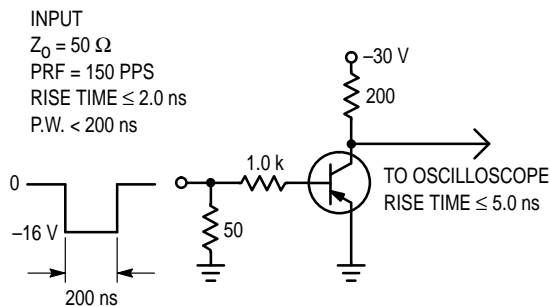 INPUT
Zo = 50 Ω
PRF = 150 PPS
RISE TIME ≤ 2.0 ns
P.W. < 200 ns
–30 V
200
1.0 k
TO OSCILLOSCOPE
RISE TIME ≤ 5.0 ns
0
50
–16 V
200 ns